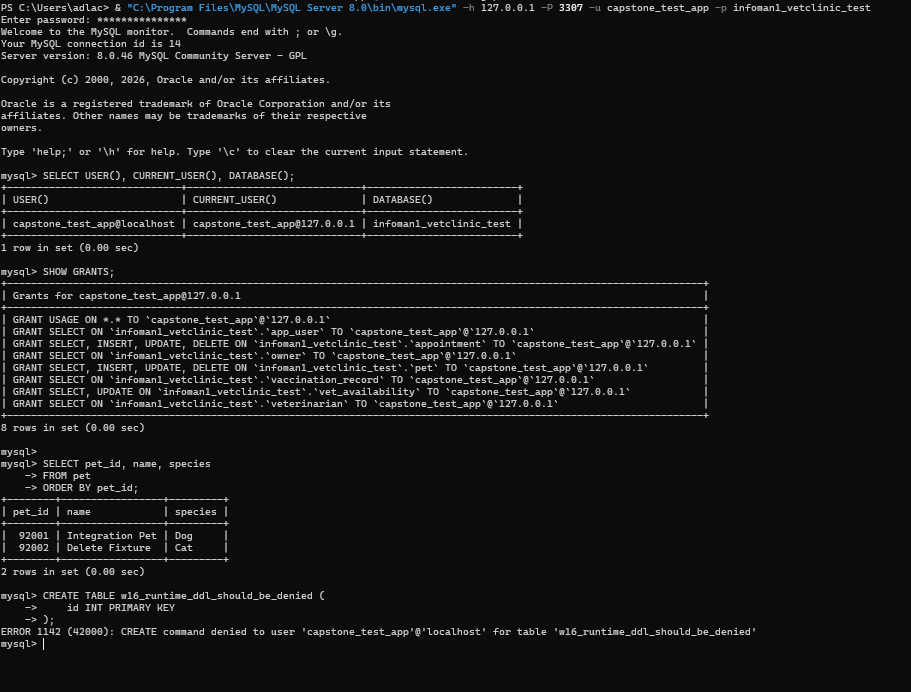 PS C:\Users\adlac> & "C:\Program Files\MySQL\MySQL Server 8.0\bin\mysql.exe" -h 127.0.0.1 -P 3307 -u capstone_test_app -p infoman1_vetclinic_test
Enter password: ***************
Welcome to the MySQL monitor.  Commands end with ; or \g.
Your MySQL connection id is 14
Server version: 8.0.46 MySQL Community Server - GPL

Copyright (c) 2000, 2026, Oracle and/or its affiliates.

Oracle is a registered trademark of Oracle Corporation and/or its
affiliates. Other names may be trademarks of their respective
owners.

Type 'help;' or '\h' for help. Type '\c' to clear the current input statement.

mysql> SELECT USER(), CURRENT_USER(), DATABASE();
+-----------------------------+-----------------------------+-------------------------+
| USER()                      | CURRENT_USER()              | DATABASE()              |
+-----------------------------+-----------------------------+-------------------------+
| capstone_test_app@localhost | capstone_test_app@127.0.0.1 | infoman1_vetclinic_test |
+-----------------------------+-----------------------------+-------------------------+
1 row in set (0.00 sec)

mysql> SHOW GRANTS;
+--------------------------------------------------------------------------------------------------------------------+
| Grants for capstone_test_app@127.0.0.1                                                                             |
+--------------------------------------------------------------------------------------------------------------------+
| GRANT USAGE ON *.* TO `capstone_test_app`@`127.0.0.1`                                                              |
| GRANT SELECT ON `infoman1_vetclinic_test`.`app_user` TO `capstone_test_app`@`127.0.0.1`                            |
| GRANT SELECT, INSERT, UPDATE, DELETE ON `infoman1_vetclinic_test`.`appointment` TO `capstone_test_app`@`127.0.0.1` |
| GRANT SELECT ON `infoman1_vetclinic_test`.`owner` TO `capstone_test_app`@`127.0.0.1`                               |
| GRANT SELECT, INSERT, UPDATE, DELETE ON `infoman1_vetclinic_test`.`pet` TO `capstone_test_app`@`127.0.0.1`         |
| GRANT SELECT ON `infoman1_vetclinic_test`.`vaccination_record` TO `capstone_test_app`@`127.0.0.1`                  |
| GRANT SELECT, UPDATE ON `infoman1_vetclinic_test`.`vet_availability` TO `capstone_test_app`@`127.0.0.1`            |
| GRANT SELECT ON `infoman1_vetclinic_test`.`veterinarian` TO `capstone_test_app`@`127.0.0.1`                        |
+--------------------------------------------------------------------------------------------------------------------+
8 rows in set (0.00 sec)

mysql>
mysql> SELECT pet_id, name, species
    -> FROM pet
    -> ORDER BY pet_id;
+--------+-----------------+---------+
| pet_id | name            | species |
+--------+-----------------+---------+
|  92001 | Integration Pet | Dog     |
|  92002 | Delete Fixture  | Cat     |
+--------+-----------------+---------+
2 rows in set (0.00 sec)

mysql> CREATE TABLE w16_runtime_ddl_should_be_denied (
    ->     id INT PRIMARY KEY
    -> );
ERROR 1142 (42000): CREATE command denied to user 'capstone_test_app'@'localhost' for table 'w16_runtime_ddl_should_be_denied'
mysql>